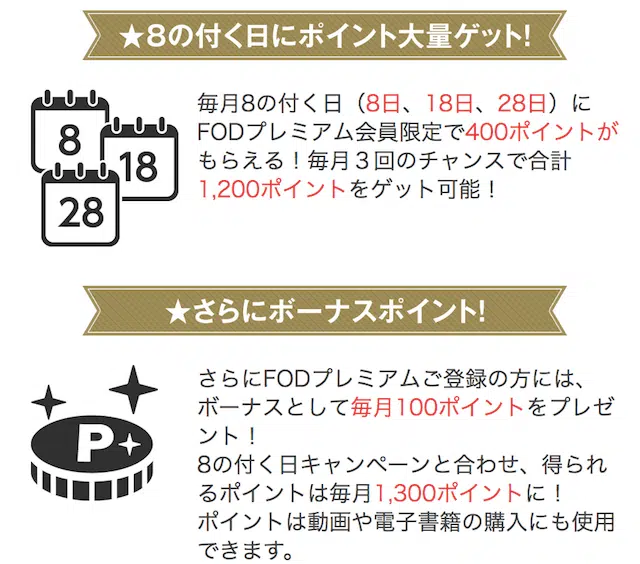 ★8の付く日にポイント大量ゲット!
8
18
28
毎月8の付く日（8日、18日、28日）に
FODプレミアム会員限定で400ポイントが
もらえる！毎月３回のチャンスで合計
1,200ポイントをゲット可能！
★さらにボーナスポイント!
P
さらにFODプレミアムご登録の方には、
ボーナスとして毎月100ポイントをプレゼ
ント！
8の付く日キャンペーンと合わせ、得られ
るポイントは毎月1,300ポイントに！
ポイントは動画や電子書籍の購入にも使用
できます。